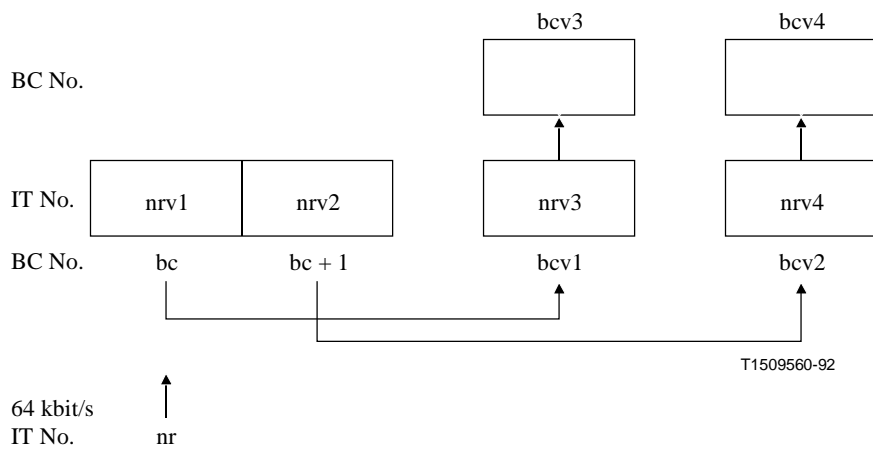 bcv3 bcv4
BC No.
IT No. nrv1 nrv2 nrv3 nrv4
BC No. bc bc + 1 bcv1 bcv2
T1509560-92
64 kbit/s
IT No. nr